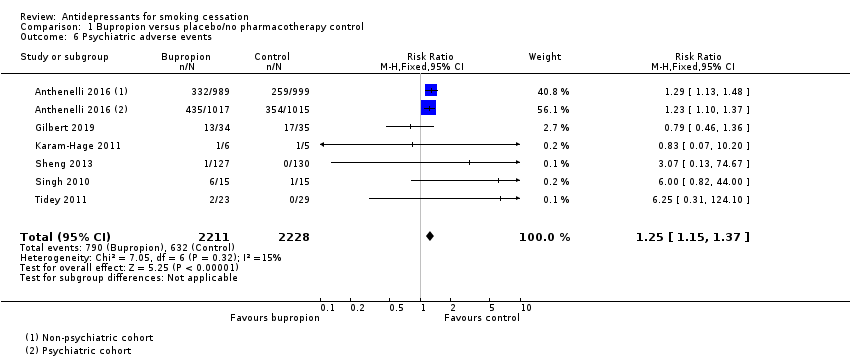 Review: Antidepressants for smoking cessation
Comparison: 1 Bupropion versus placebo/no pharmacotherapy control
Outcome: 6 Psychiatric adverse events
Study or subgroup Bupropion Control Risk Ratio Weight Risk Ratio
n/N n/N M-H,Fixed,95% CI M-H,Fixed,95% CI
Anthenelli 2016 (1) 332/989 259/999 40.8 % 1.29 [ 1.13, 1.48 ]
Anthenelli 2016 (2) 435/1017 354/1015 56.1 % 1.23 [ 1.10, 1.37 ]
Gilbert 2019 13/34 17/35 2.7 % 0.79 [ 0.46, 1.36 ]
Karam-Hage 2011 1/6 1/5 0.2 % 0.83 [ 0.07, 10.20 ]
Sheng 2013 1/127 0/130 0.1 % 3.07 [ 0.13, 74.67 ]
Singh 2010 6/15 1/15 0.2 % 6.00 [ 0.82, 44.00 ]
Tidey 2011 2/23 0/29 0.1 % 6.25 [ 0.31, 124.10 ]
Total (95% CI) 2211 2228 100.0 % 1.25 [ 1.15, 1.37 ]
Total events: 790 (Bupropion), 632 (Control)
Heterogeneity: Chi² = 7.05, df = 6 (P = 0.32); I² =15%
Test for overall effect: Z = 5.25 (P < 0.00001)
Test for subgroup differences: Not applicable
0.1 0.2 0.5 1 2 5 10
Favours bupropion Favours control
(1) Non-psychiatric cohort
(2) Psychiatric cohort